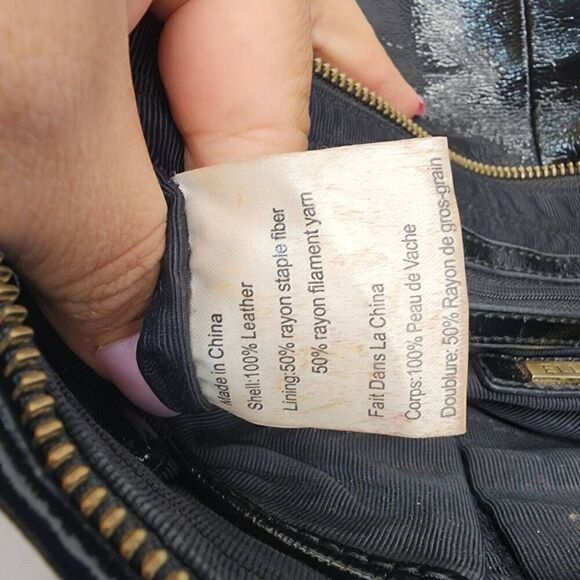 Made in China
Shell:100% Leather
Lining:50% rayon staple fiber
50% rayon filament yarn
Fait Dans La China
Corps:100% Peau de Vache
Doublure: 50% Rayon de gros-grain